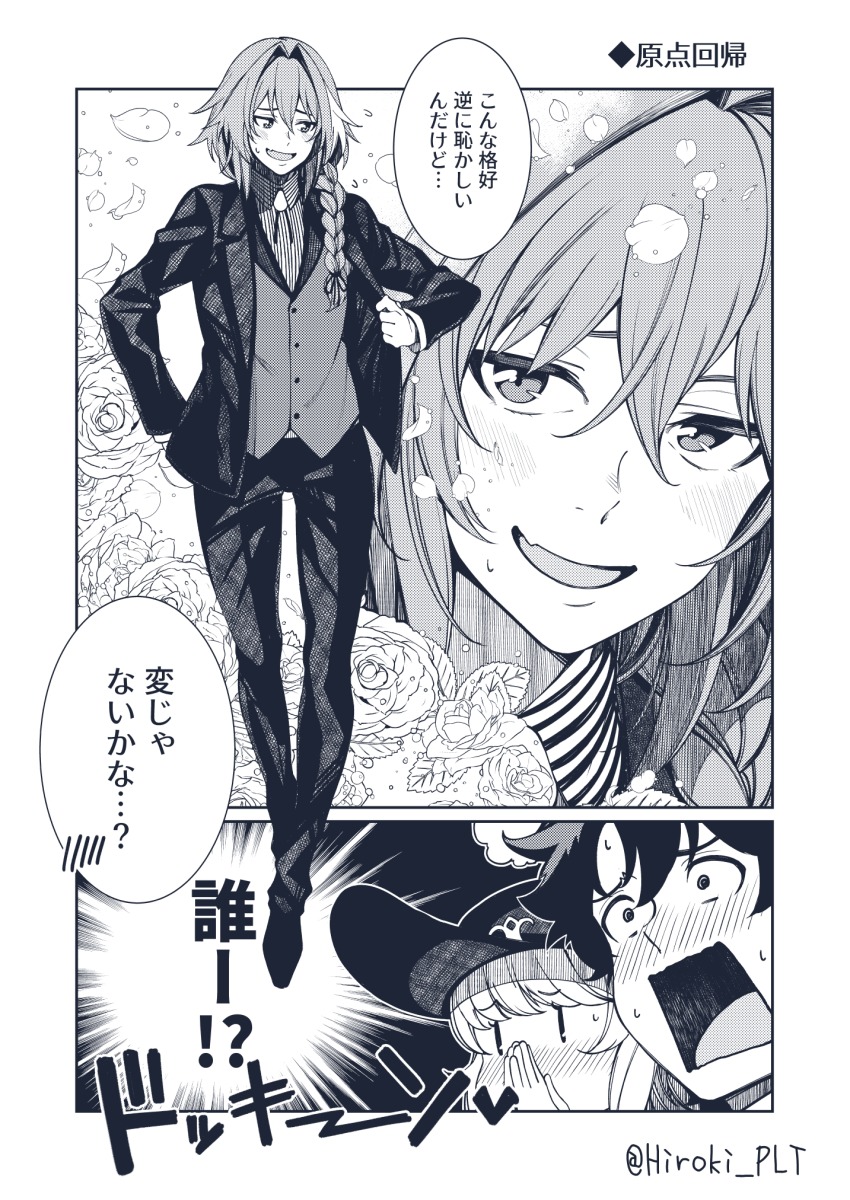 ◆原点回帰
こんな格好
逆に恥かしい
んだけど…
変じゃ
ないかな…?
誰ー!?
ドッキーン♥
@Hiroki_PLT